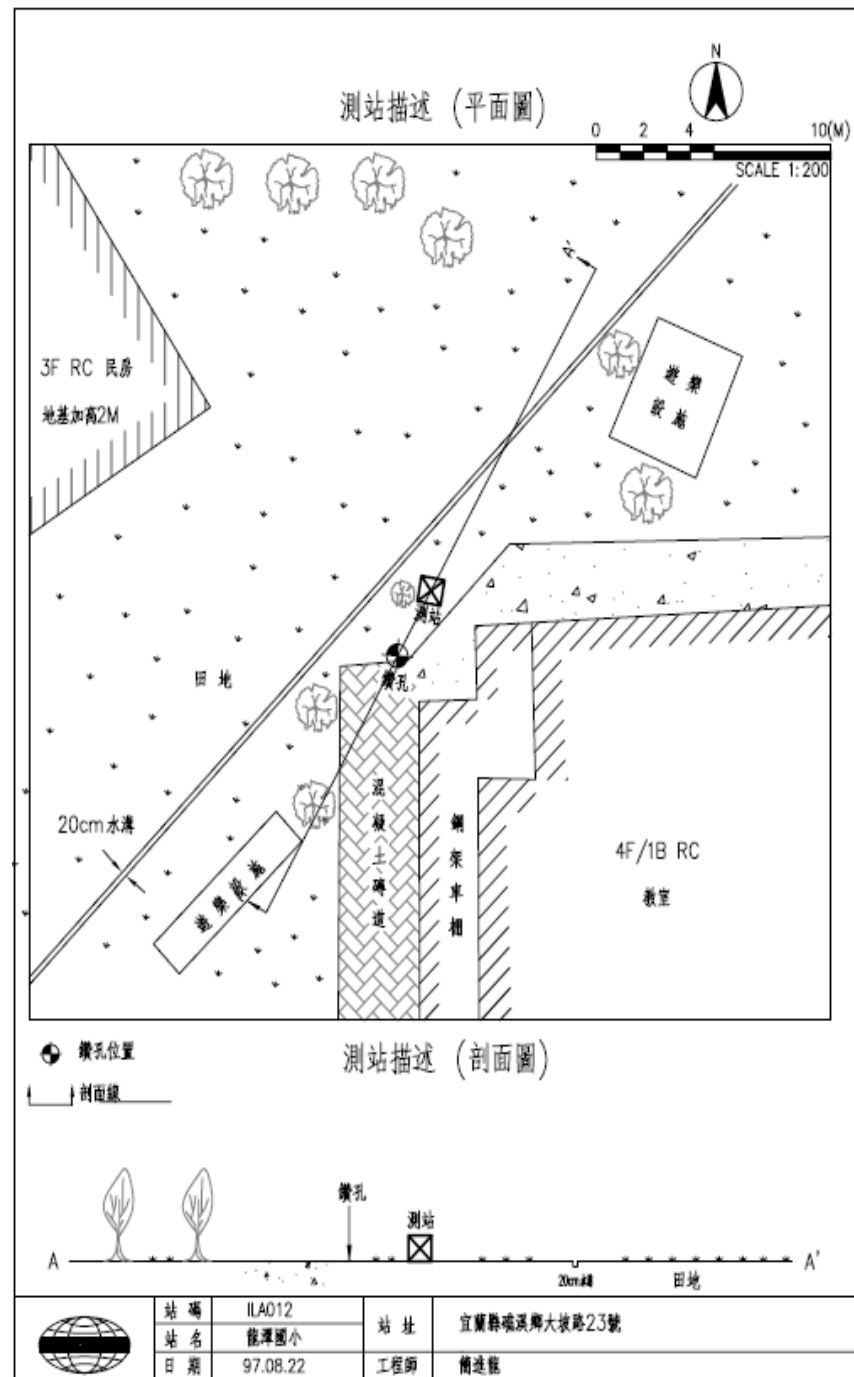 N
測站描述 (平面圖)
0 2 4 10(M)
SCALE 1:200
A'
3F RC 民房
地基加高2M
遊樂
設施
測站
鑽孔
田地
20cm水溝
遊樂設施
混凝土磚道
鋼架車棚
4F/1B RC
教室
鑽孔位置
剖面線
測站描述 (剖面圖)
鑽孔
測站
A
A'
20cm水溝
田地
站碼 ILA012
站址 宜蘭縣礁溪鄉大坡路23號
站名 龍潭國小
日期 97.08.22
工程師 簡進龍